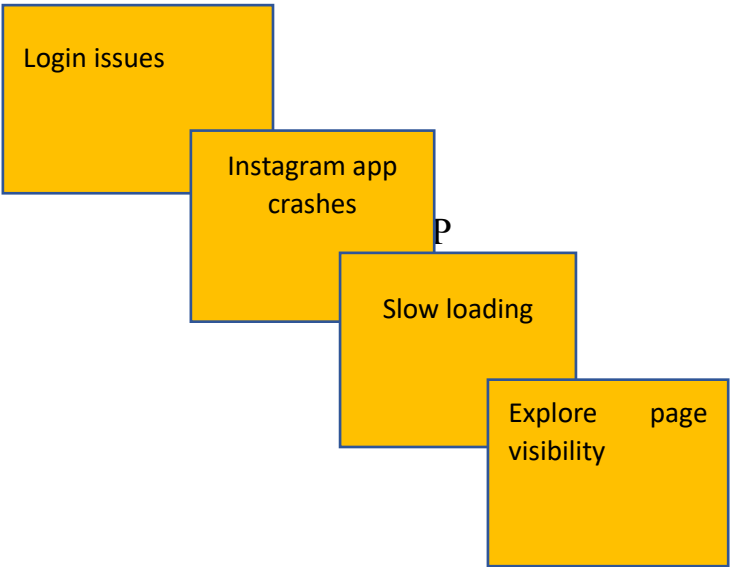 Login issues
Instagram app
crashes
P
Slow loading
Explore page
visibility